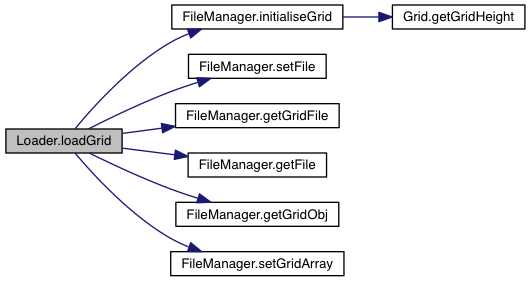 FileManager.initialiseGrid
Grid.getGridHeight
FileManager.setFile
FileManager.getGridFile
Loader.loadGrid
FileManager.getFile
FileManager.getGridObj
FileManager.setGridArray